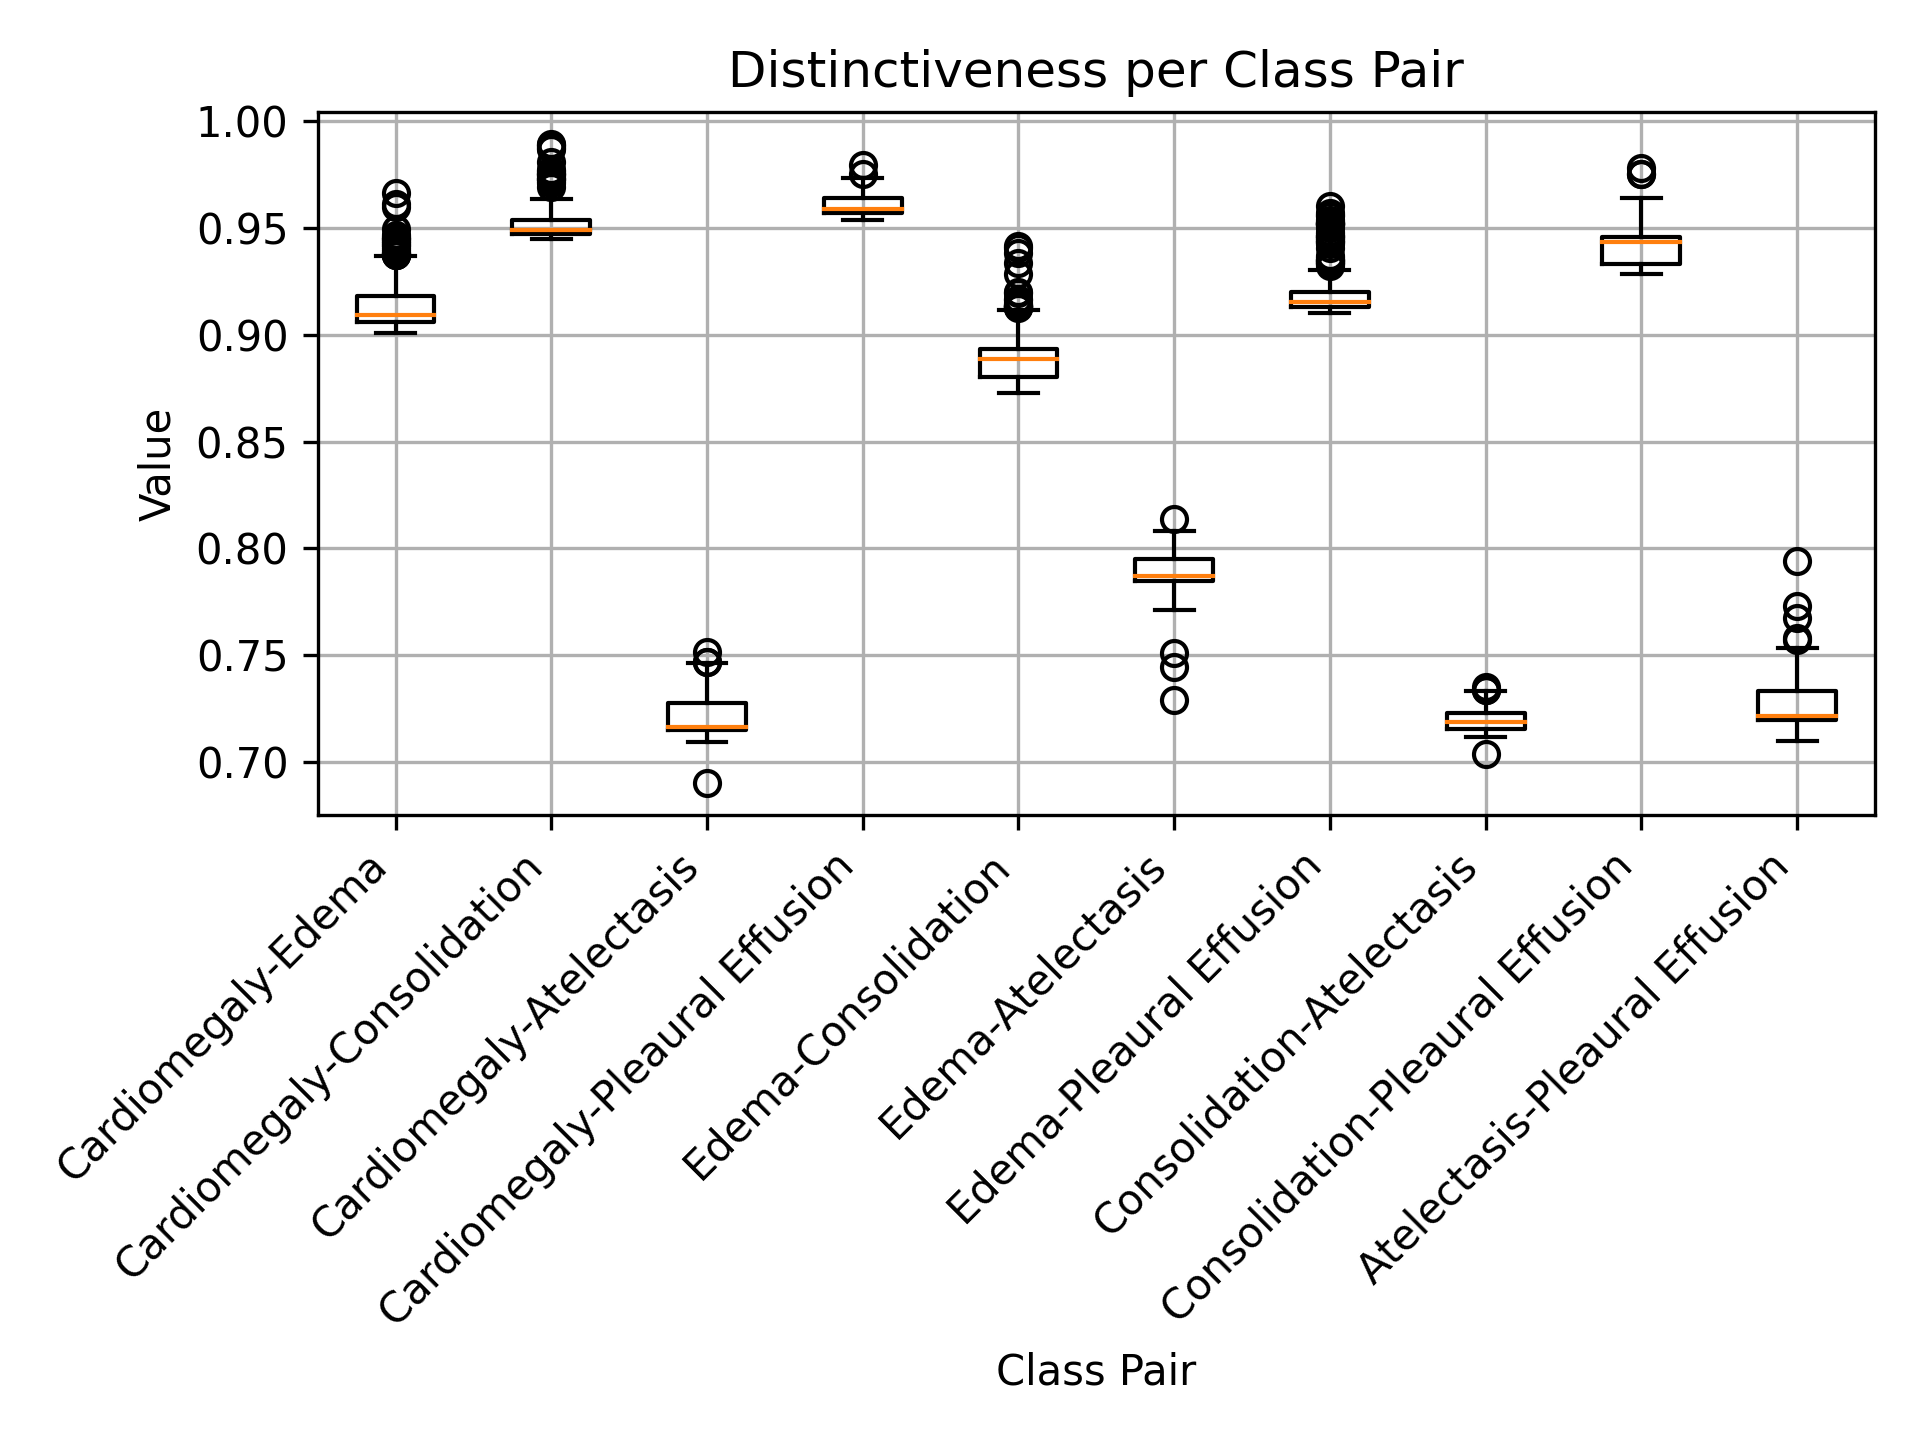 Distinctiveness per Class Pair
1.00
0.95
0.90
0.85
0.80
0.75
0.70
Value
Cardiomegaly-Edema
Cardiomegaly-Consolidation
Cardiomegaly-Atelectasis
Cardiomegaly-Pleaural Effusion
Edema-Consolidation
Edema-Atelectasis
Edema-Pleaural Effusion
Consolidation-Atelectasis
Consolidation-Pleaural Effusion
Atelectasis-Pleaural Effusion
Class Pair